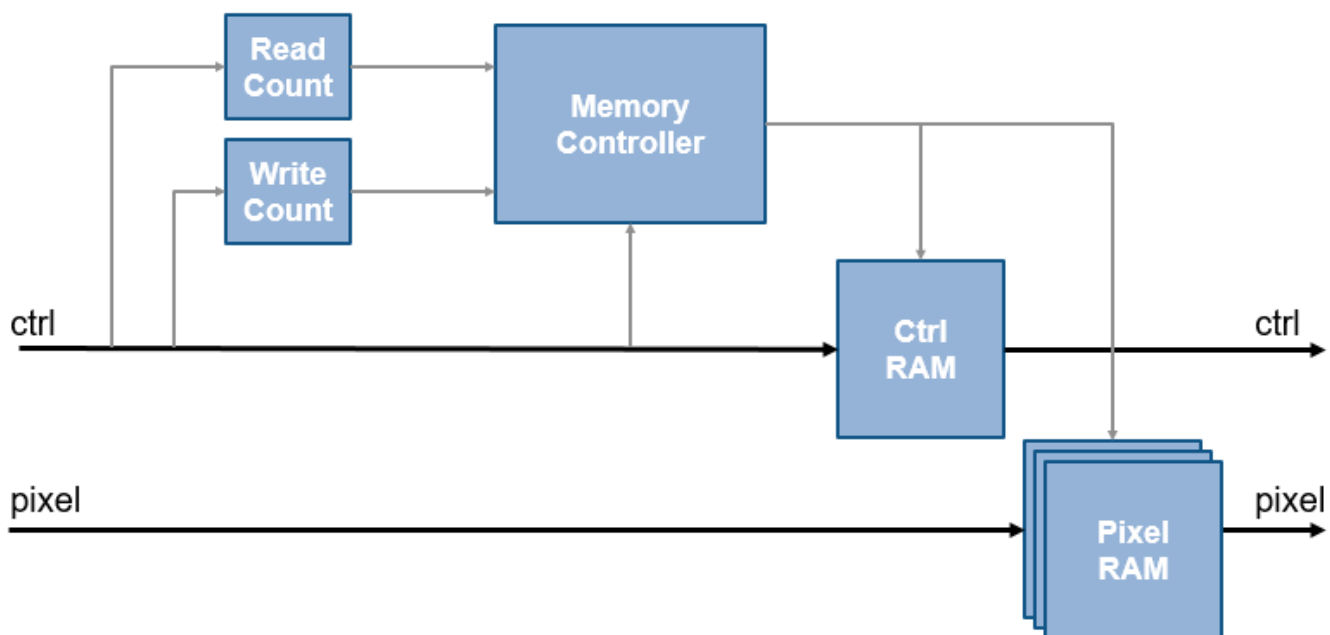 Read
Count
Memory
Controller
Write
Count
ctrl
Ctrl
RAM
ctrl
pixel
Pixel
RAM
pixel